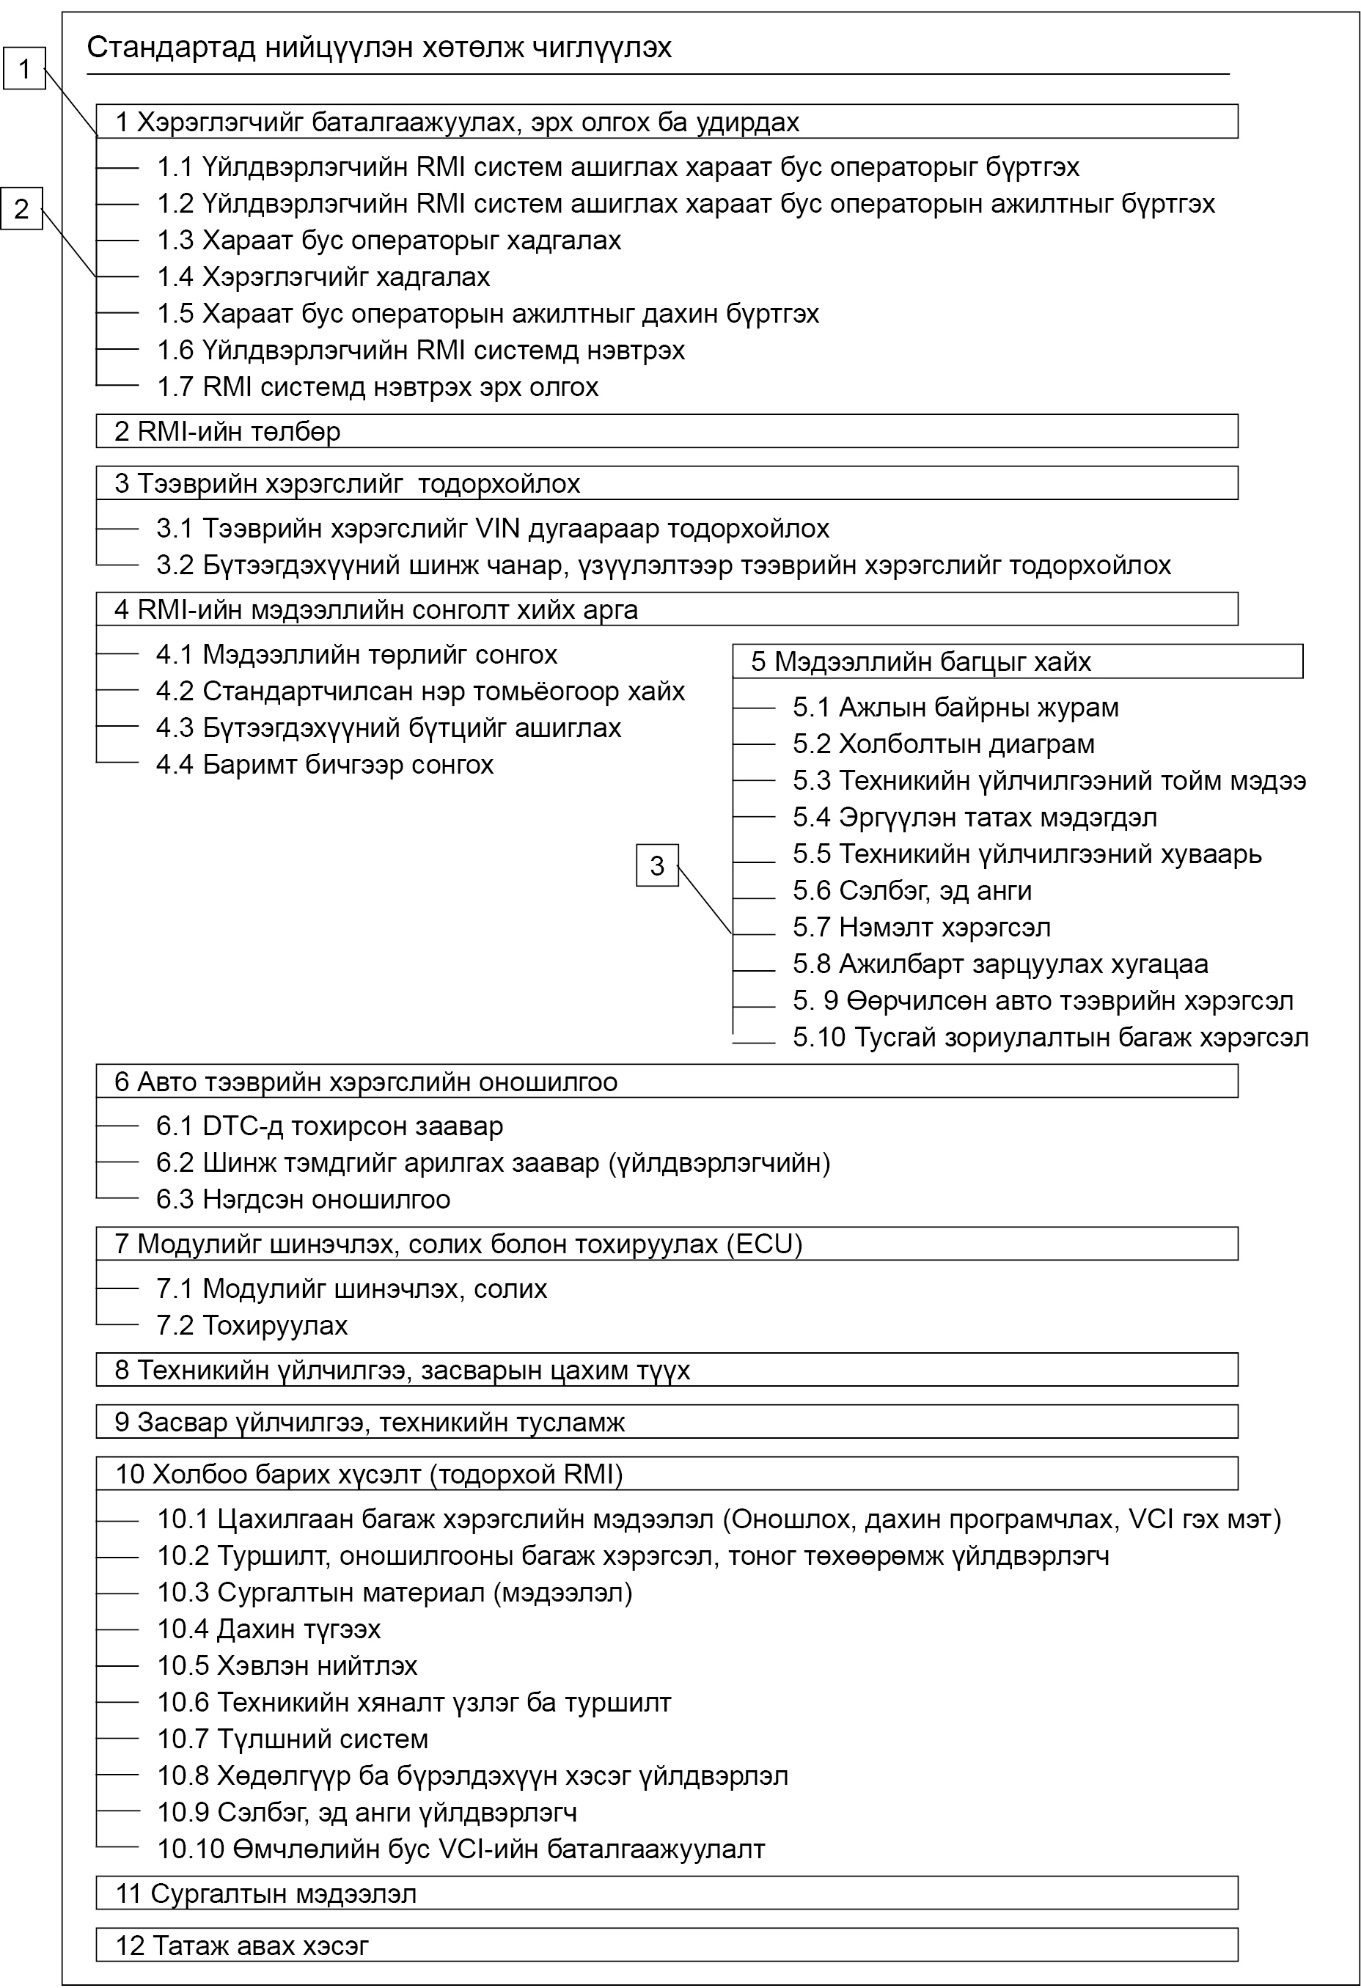 Стандартад нийцүүлэн хөтөлж чиглүүлэх
1
1 Хэрэглэгчийг баталгаажуулах, эрх олгох ба удирдах
1.1 Үйлдвэрлэгчийн RMI систем ашиглах хараат бус операторыг бүртгэх
2
1.2 Үйлдвэрлэгчийн RMI систем ашиглах хараат бус операторын ажилтныг бүртгэх
1.3 Хараат бус операторыг хадгалах
1.4 Хэрэглэгчийг хадгалах
1.5 Хараат бус операторын ажилтныг дахин бүртгэх
1.6 Үйлдвэрлэгчийн RMI системд нэвтрэх
1.7 RMI системд нэвтрэх эрх олгох
2 RMI-ийн төлбөр
3 Тээврийн хэрэгслийг тодорхойлох
3.1 Тээврийн хэрэгслийг VIN дугаараар тодорхойлох
3.2 Бүтээгдэхүүний шинж чанар, үзүүлэлтээр тээврийн хэрэгслийг тодорхойлох
4 RMI-ийн мэдээллийн сонголт хийх арга
4.1 Мэдээллийн төрлийг сонгох
4.2 Стандартчилсан нэр томьёогоор хайх
4.3 Бүтээгдэхүүний бүтцийг ашиглах
4.4 Баримт бичгээр сонгох
5 Мэдээллийн багцыг хайх
5.1 Ажлын байрны журам
5.2 Холболтын диаграм
5.3 Техникийн үйлчилгээний тойм мэдээ
5.4 Эргүүлэн татах мэдэгдэл
5.5 Техникийн үйлчилгээний хуваарь
3
5.6 Сэлбэг, эд анги
5.7 Нэмэлт хэрэгсэл
5.8 Ажилбарт зарцуулах хугацаа
5. 9 Өөрчилсөн авто тээврийн хэрэгсэл
5.10 Тусгай зориулалтын багаж хэрэгсэл
6 Авто тээврийн хэрэгслийн оношилгоо
6.1 DTC-д тохирсон заавар
6.2 Шинж тэмдгийг арилгах заавар (үйлдвэрлэгчийн)
6.3 Нэгдсэн оношилгоо
7 Модулийг шинэчлэх, солих болон тохируулах (ECU)
7.1 Модулийг шинэчлэх, солих
7.2 Тохируулах
8 Техникийн үйлчилгээ, засварын цахим түүх
9 Засвар үйлчилгээ, техникийн тусламж
10 Холбоо барих хүсэлт (тодорхой RMI)
10.1 Цахилгаан багаж хэрэгслийн мэдээлэл (Оношлох, дахин програмчлах, VCI гэх мэт)
10.2 Туршилт, оношилгооны багаж хэрэгсэл, тоног төхөөрөмж үйлдвэрлэгч
10.3 Сургалтын материал (мэдээлэл)
10.4 Дахин түгээх
10.5 Хэвлэн нийтлэх
10.6 Техникийн хяналт үзлэг ба туршилт
10.7 Түлшний систем
10.8 Хөдөлгүүр ба бүрэлдэхүүн хэсэг үйлдвэрлэл
10.9 Сэлбэг, эд анги үйлдвэрлэгч
10.10 Өмчлөлийн бус VCI-ийн баталгаажуулалт
11 Сургалтын мэдээлэл
12 Татаж авах хэсэг